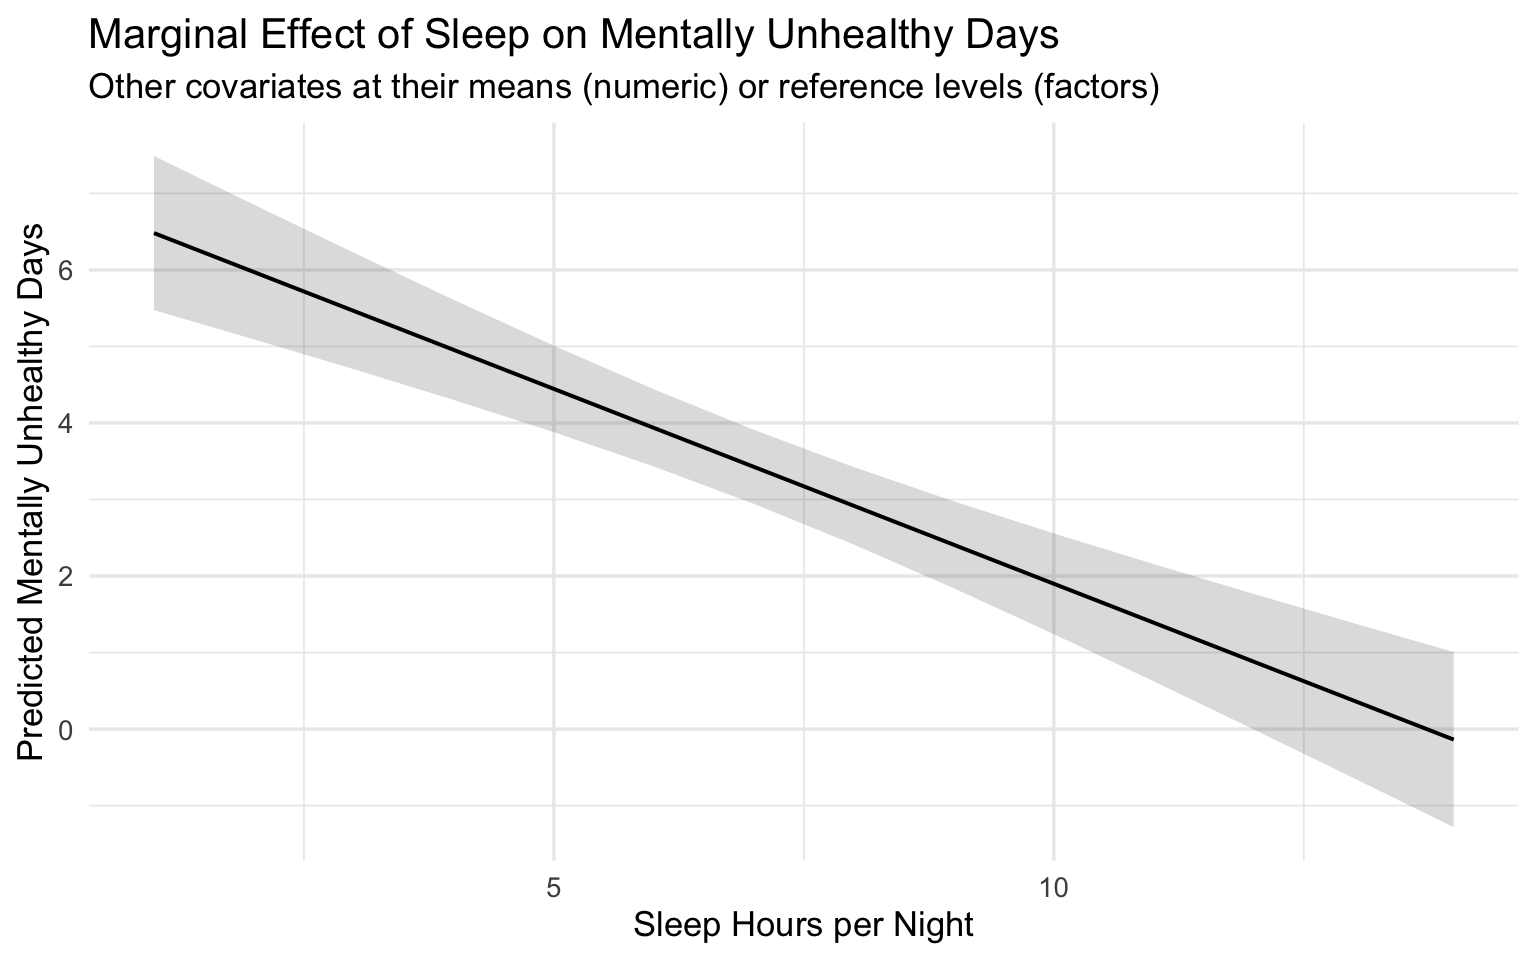 Marginal Effect of Sleep on Mentally Unhealthy Days
Other covariates at their means (numeric) or reference levels (factors)
Predicted Mentally Unhealthy Days
6
4
2
0
5
10
Sleep Hours per Night